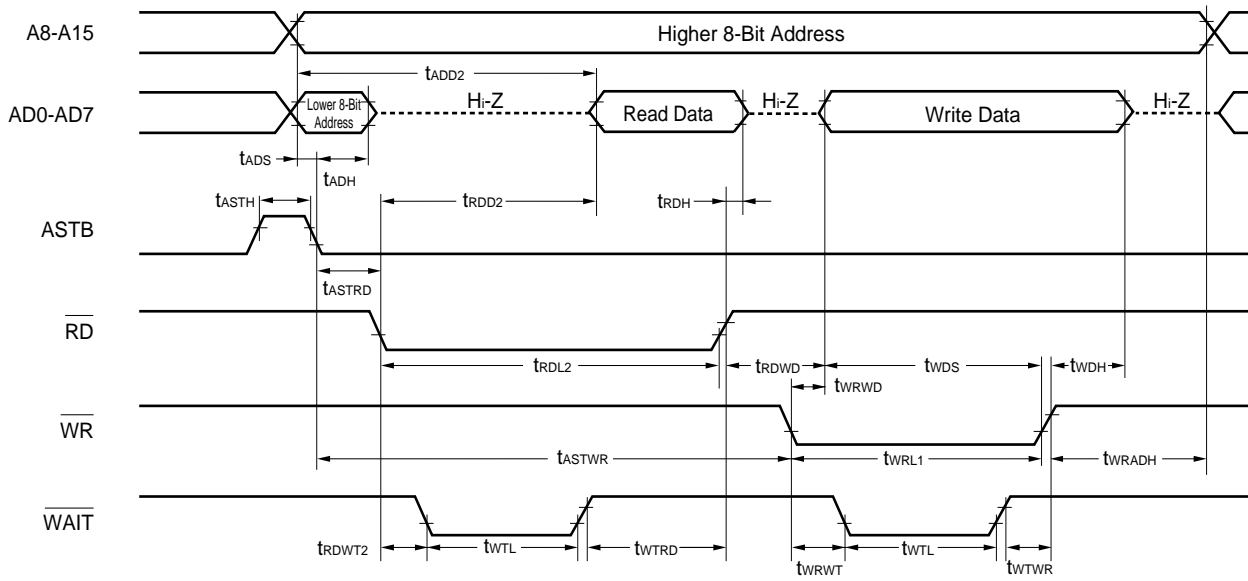 A8-A15
Higher 8-Bit Address
tADD2
AD0-AD7
Lower 8-Bit
Address
Hi-Z
Read Data
Hi-Z
Write Data
Hi-Z
tADS
tADH
tASTH
tRDD2
tRDH
ASTB
tASTRD
RD
tRDL2
tRDWD
tWDS
tWDH
tWRWD
WR
tASTWR
tWRL1
tWRADH
WAIT
tRDWT2
tWTL
tWTRD
tWRWT
tWTL
tWTWR